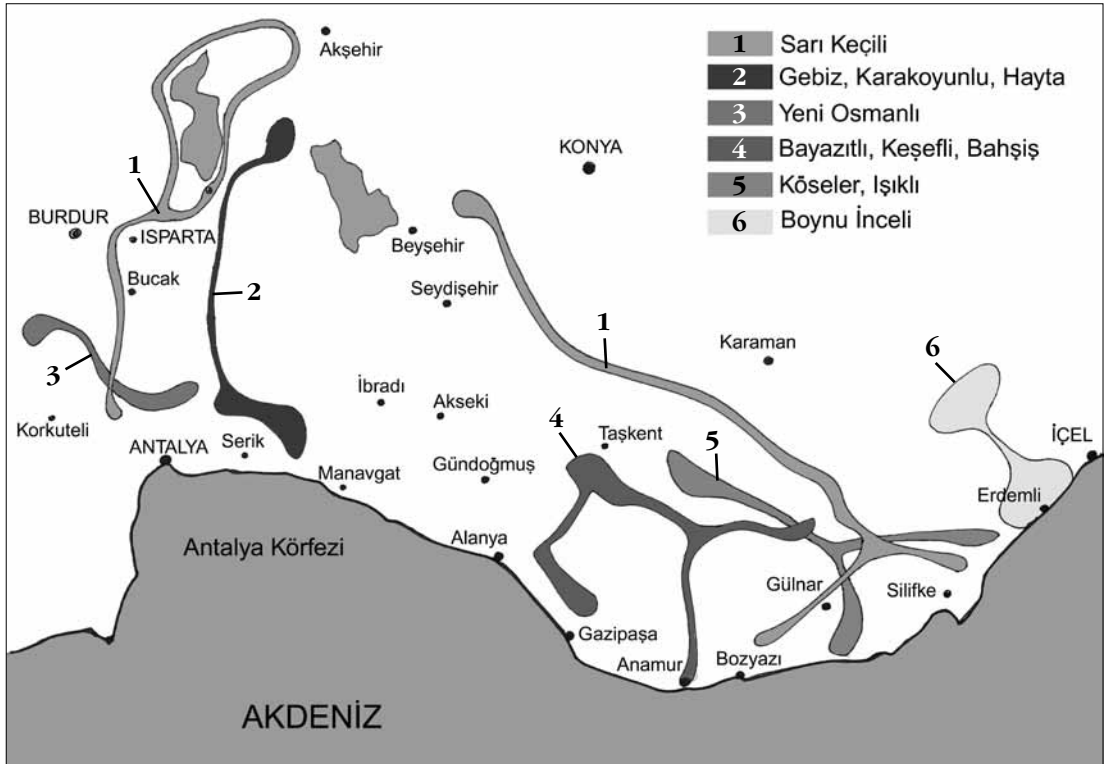 1 Sarı Keçili
2 Gebiz, Karakoyunlu, Hayta
3 Yeni Osmanlı
4 Bayazıtlı, Keşefli, Bahşiş
5 Köseler, Işıklı
6 Boynu İnceli
Akşehir
KONYA
1
BURDUR
ISPARTA
Beyşehir
Bucak
2
Seydişehir
1
Karaman
6
3
İbradı
Akseki
Korkuteli
4
Taşkent
5
İÇEL
ANTALYA
Serik
Manavgat
Gündoğmuş
Erdemli
Antalya Körfezi
Alanya
Gülnar
Silifke
Gazipaşa
Anamur
Bozyazı
AKDENİZ